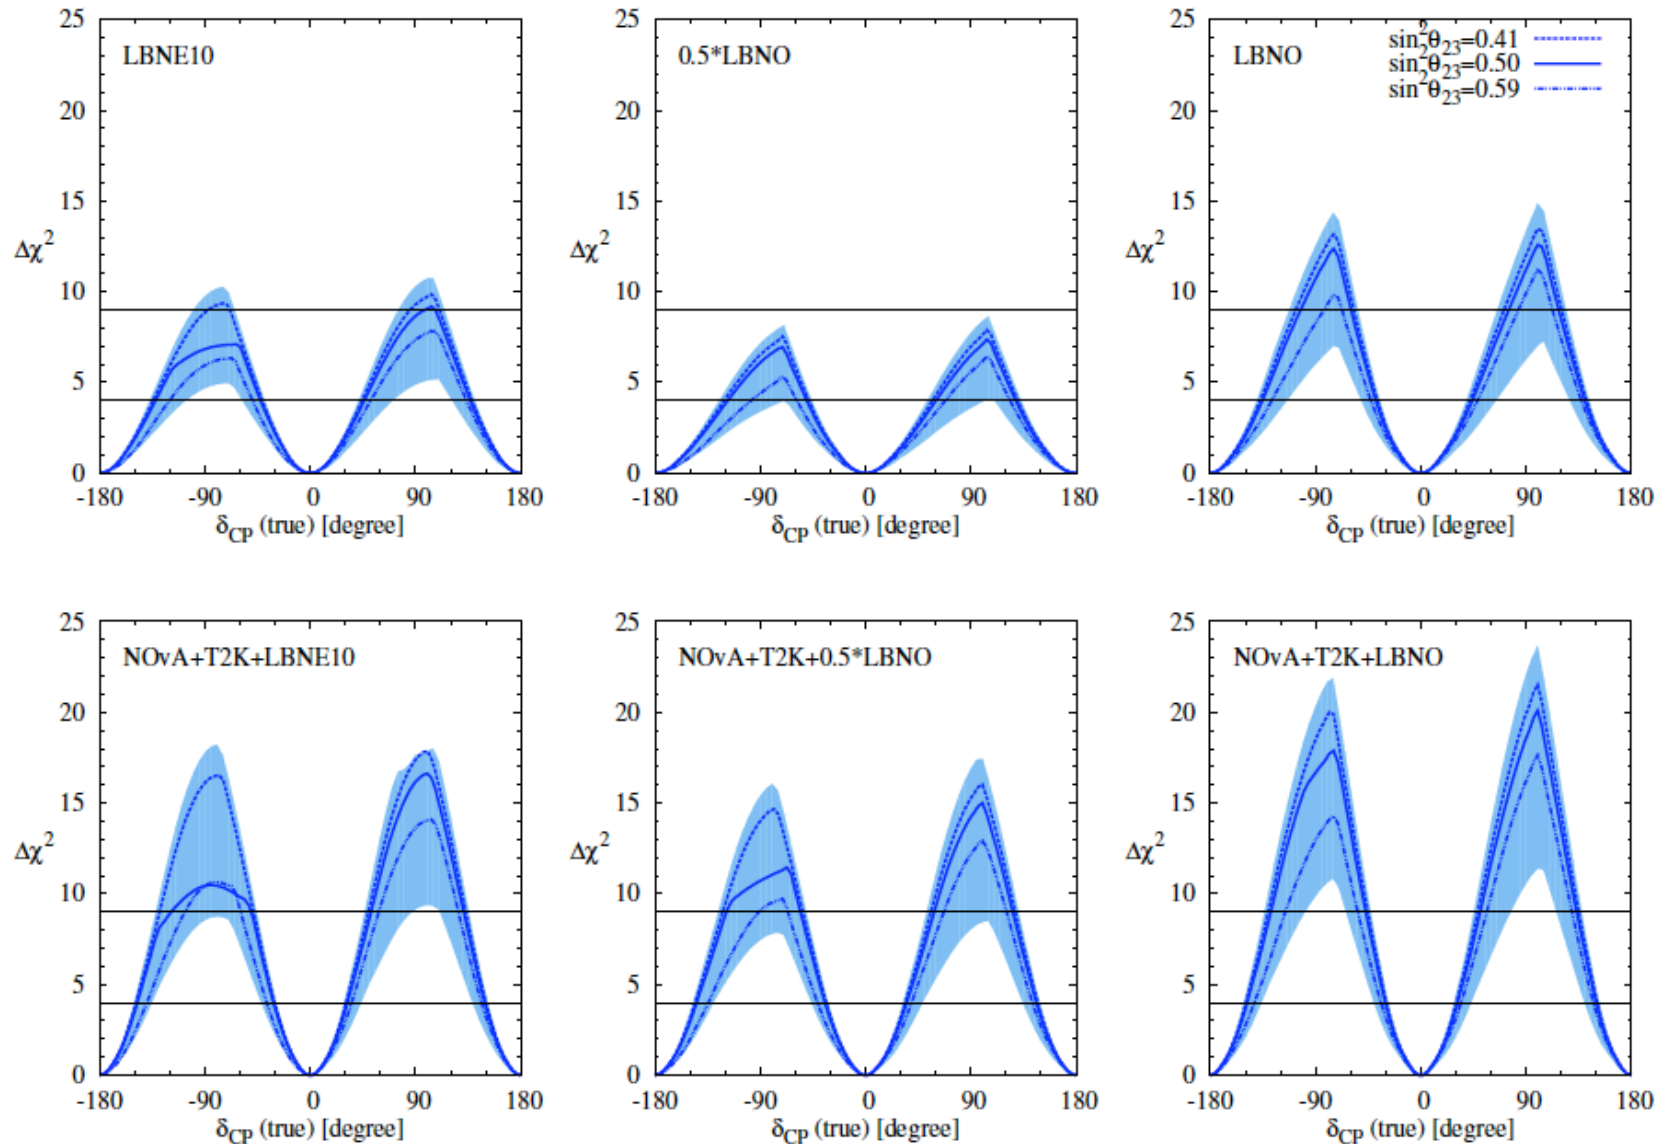 LBNE10
25
20
15
10
5
0
Δχ²
-180 -90 0 90 180
δCP (true) [degree]
0.5*LBNO
25
20
15
10
5
0
Δχ²
-180 -90 0 90 180
δCP (true) [degree]
LBNO
sin²θ23=0.41
sin²θ23=0.50
sin²θ23=0.59
25
20
15
10
5
0
Δχ²
-180 -90 0 90 180
δCP (true) [degree]
NOvA+T2K+LBNE10
25
20
15
10
5
0
Δχ²
-180 -90 0 90 180
δCP (true) [degree]
NOvA+T2K+0.5*LBNO
25
20
15
10
5
0
Δχ²
-180 -90 0 90 180
δCP (true) [degree]
NOvA+T2K+LBNO
25
20
15
10
5
0
Δχ²
-180 -90 0 90 180
δCP (true) [degree]